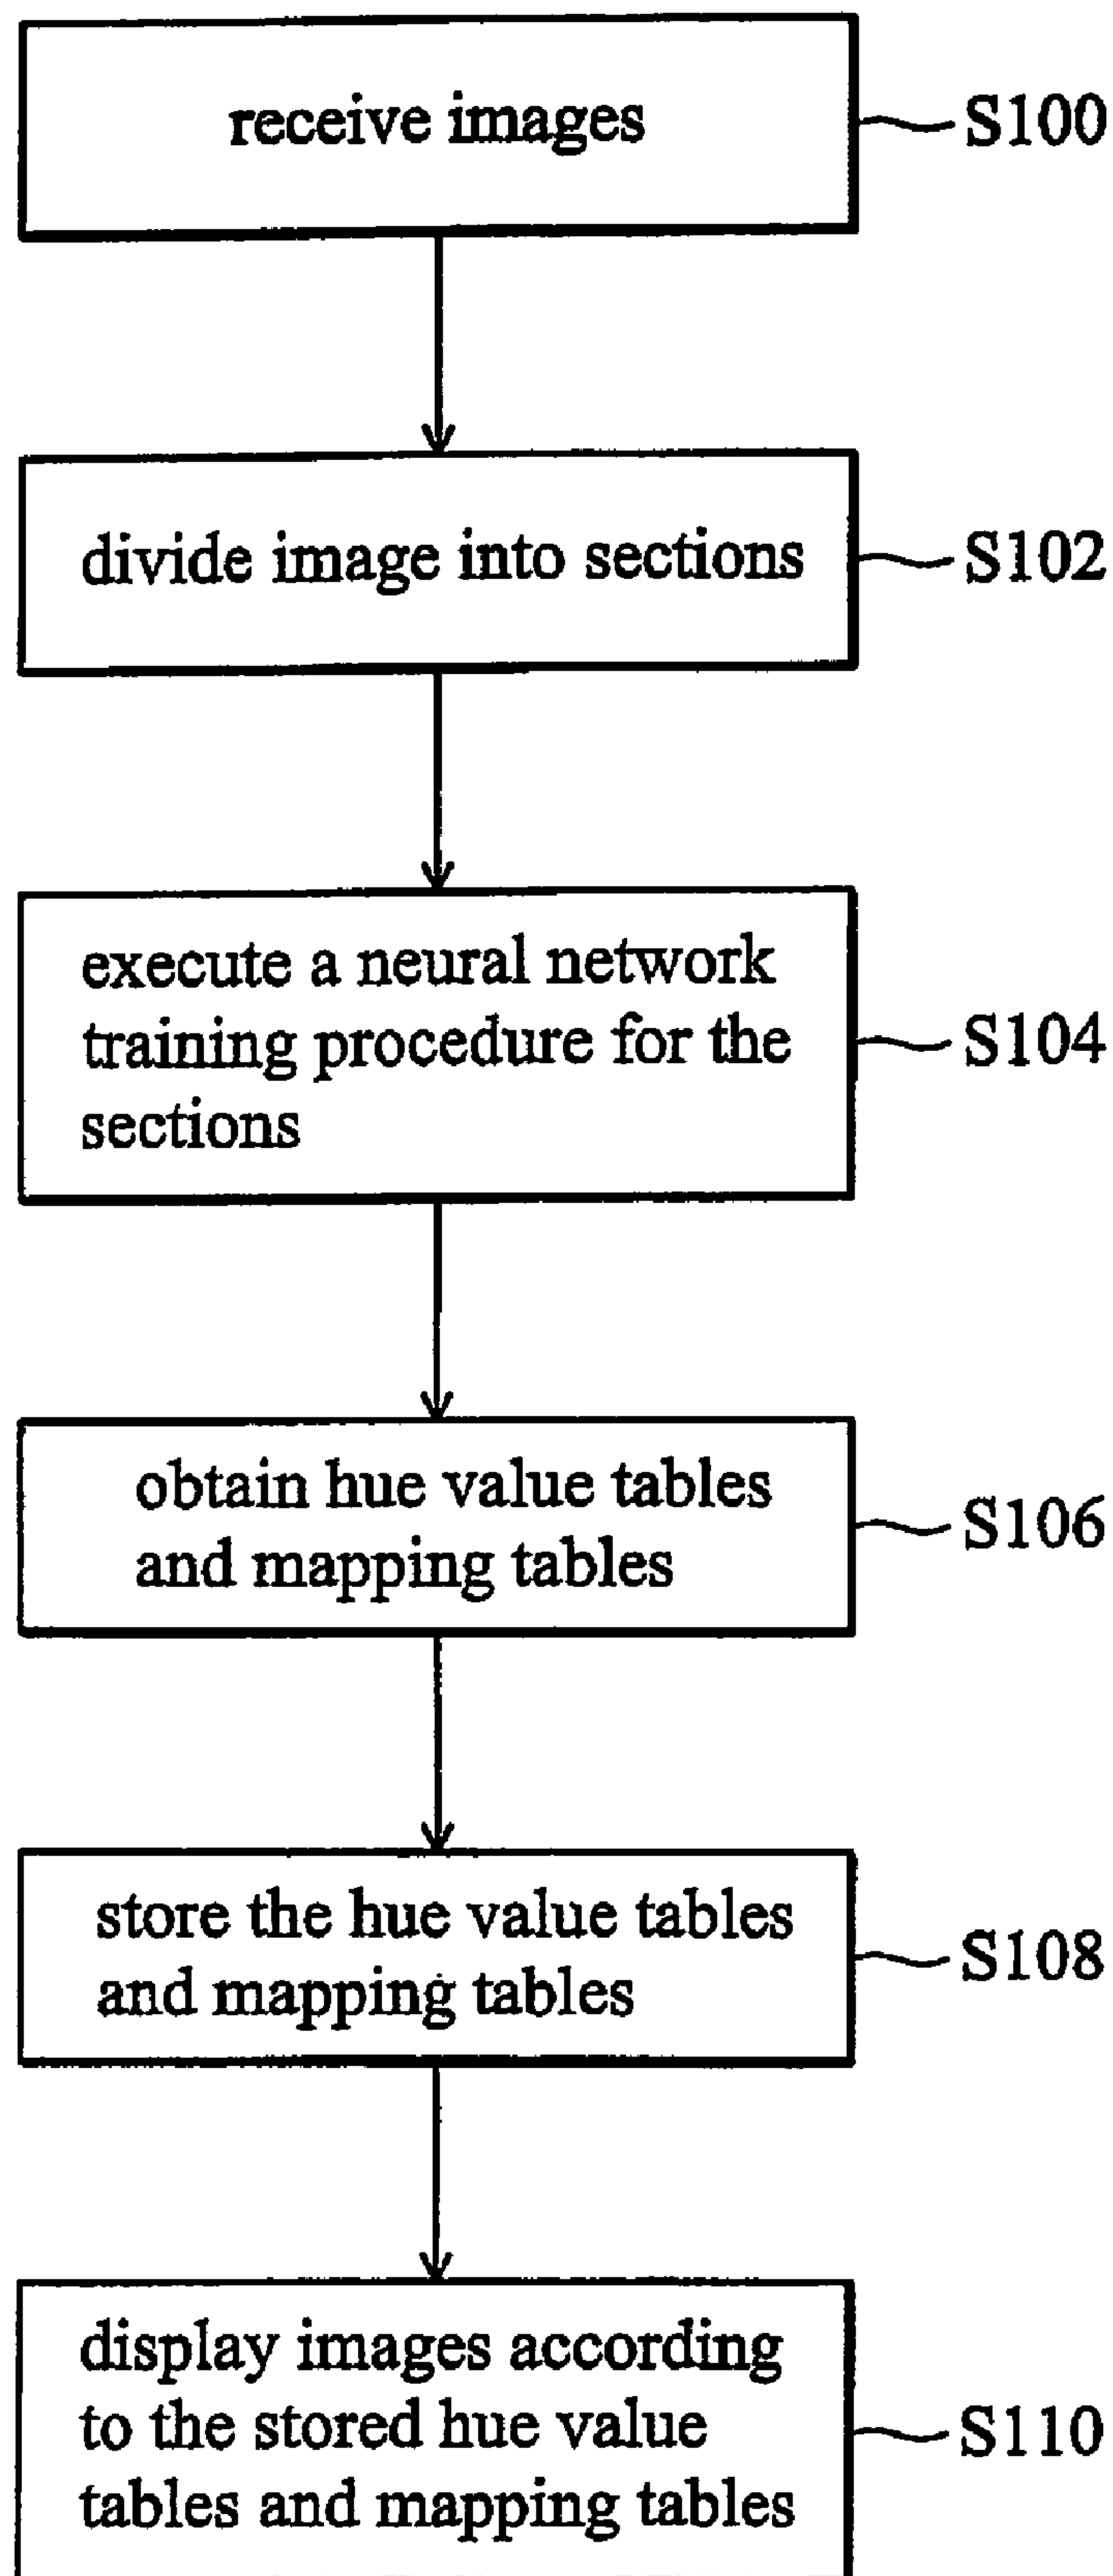 receive images
S100
divide image into sections
S102
execute a neural network
training procedure for the
sections
S104
obtain hue value tables
and mapping tables
S106
store the hue value tables
and mapping tables
S108
display images according
to the stored hue value
tables and mapping tables
S110